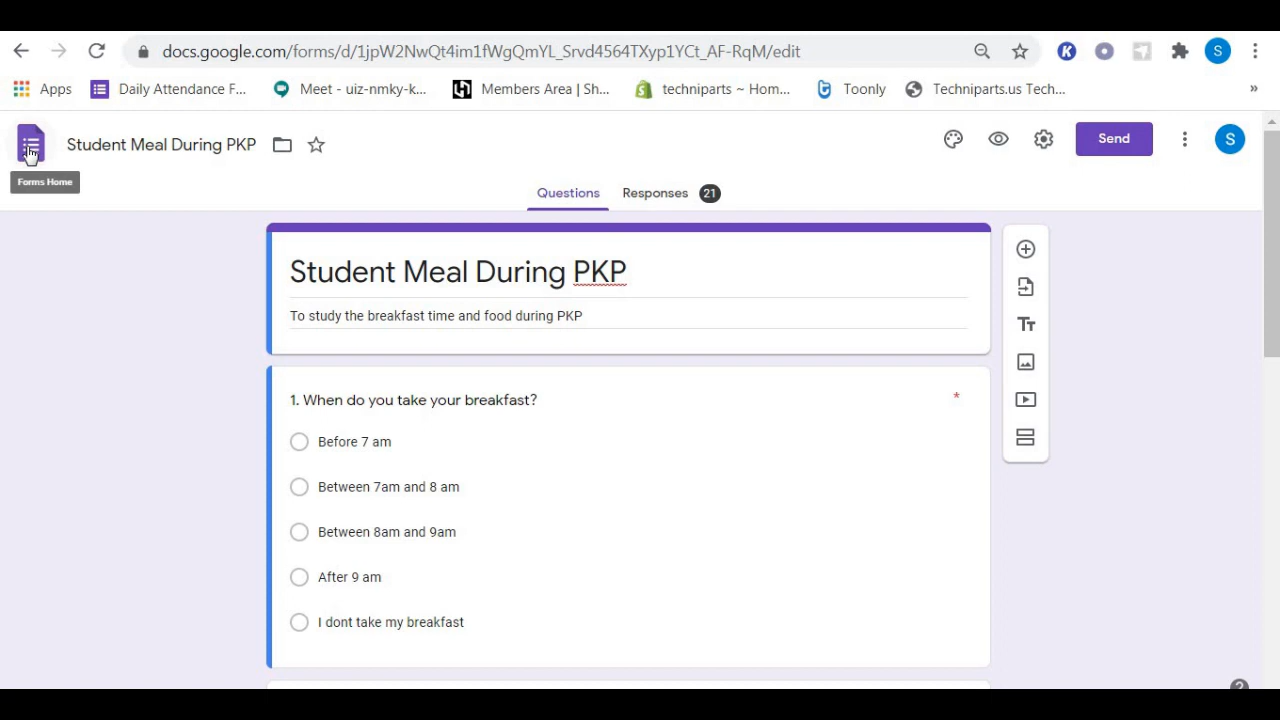 docs.google.com/forms/d/1jpW2NwQt4im1fWgQmYL_Srvd4564TXyp1YCt_AF-RqM/edit
K
S
Apps
Daily Attendance F...
Meet - uiz-nmky-k...
Members Area | Sh...
techniparts ~ Hom...
Toonly
Techniparts.us Tech...
»
Student Meal During PKP
Send
S
Forms Home
Questions
Responses 21
Student Meal During PKP
To study the breakfast time and food during PKP
1. When do you take your breakfast? *
Before 7 am
Between 7am and 8 am
Between 8am and 9am
After 9 am
I dont take my breakfast
Tт
?